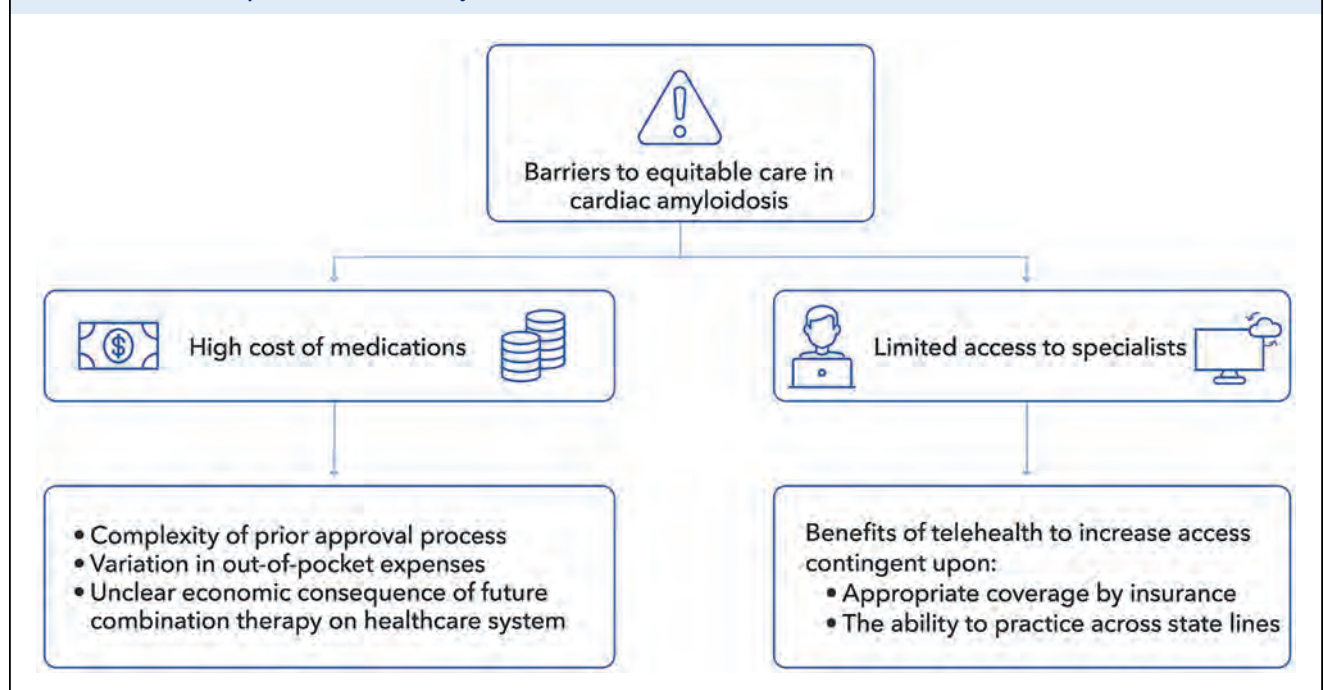 Barriers to equitable care in
cardiac amyloidosis
$
High cost of medications
Limited access to specialists
• Complexity of prior approval process
• Variation in out-of-pocket expenses
• Unclear economic consequence of future
combination therapy on healthcare system
Benefits of telehealth to increase access
contingent upon:
• Appropriate coverage by insurance
• The ability to practice across state lines